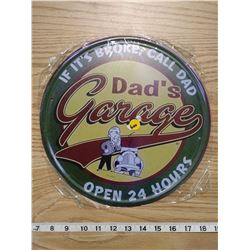 IF IT'S BROKE, CALL DAD
Dad's
Garage
OPEN 24 HOURS
7 8 9 10 11 12 13 14 15 16 17 18